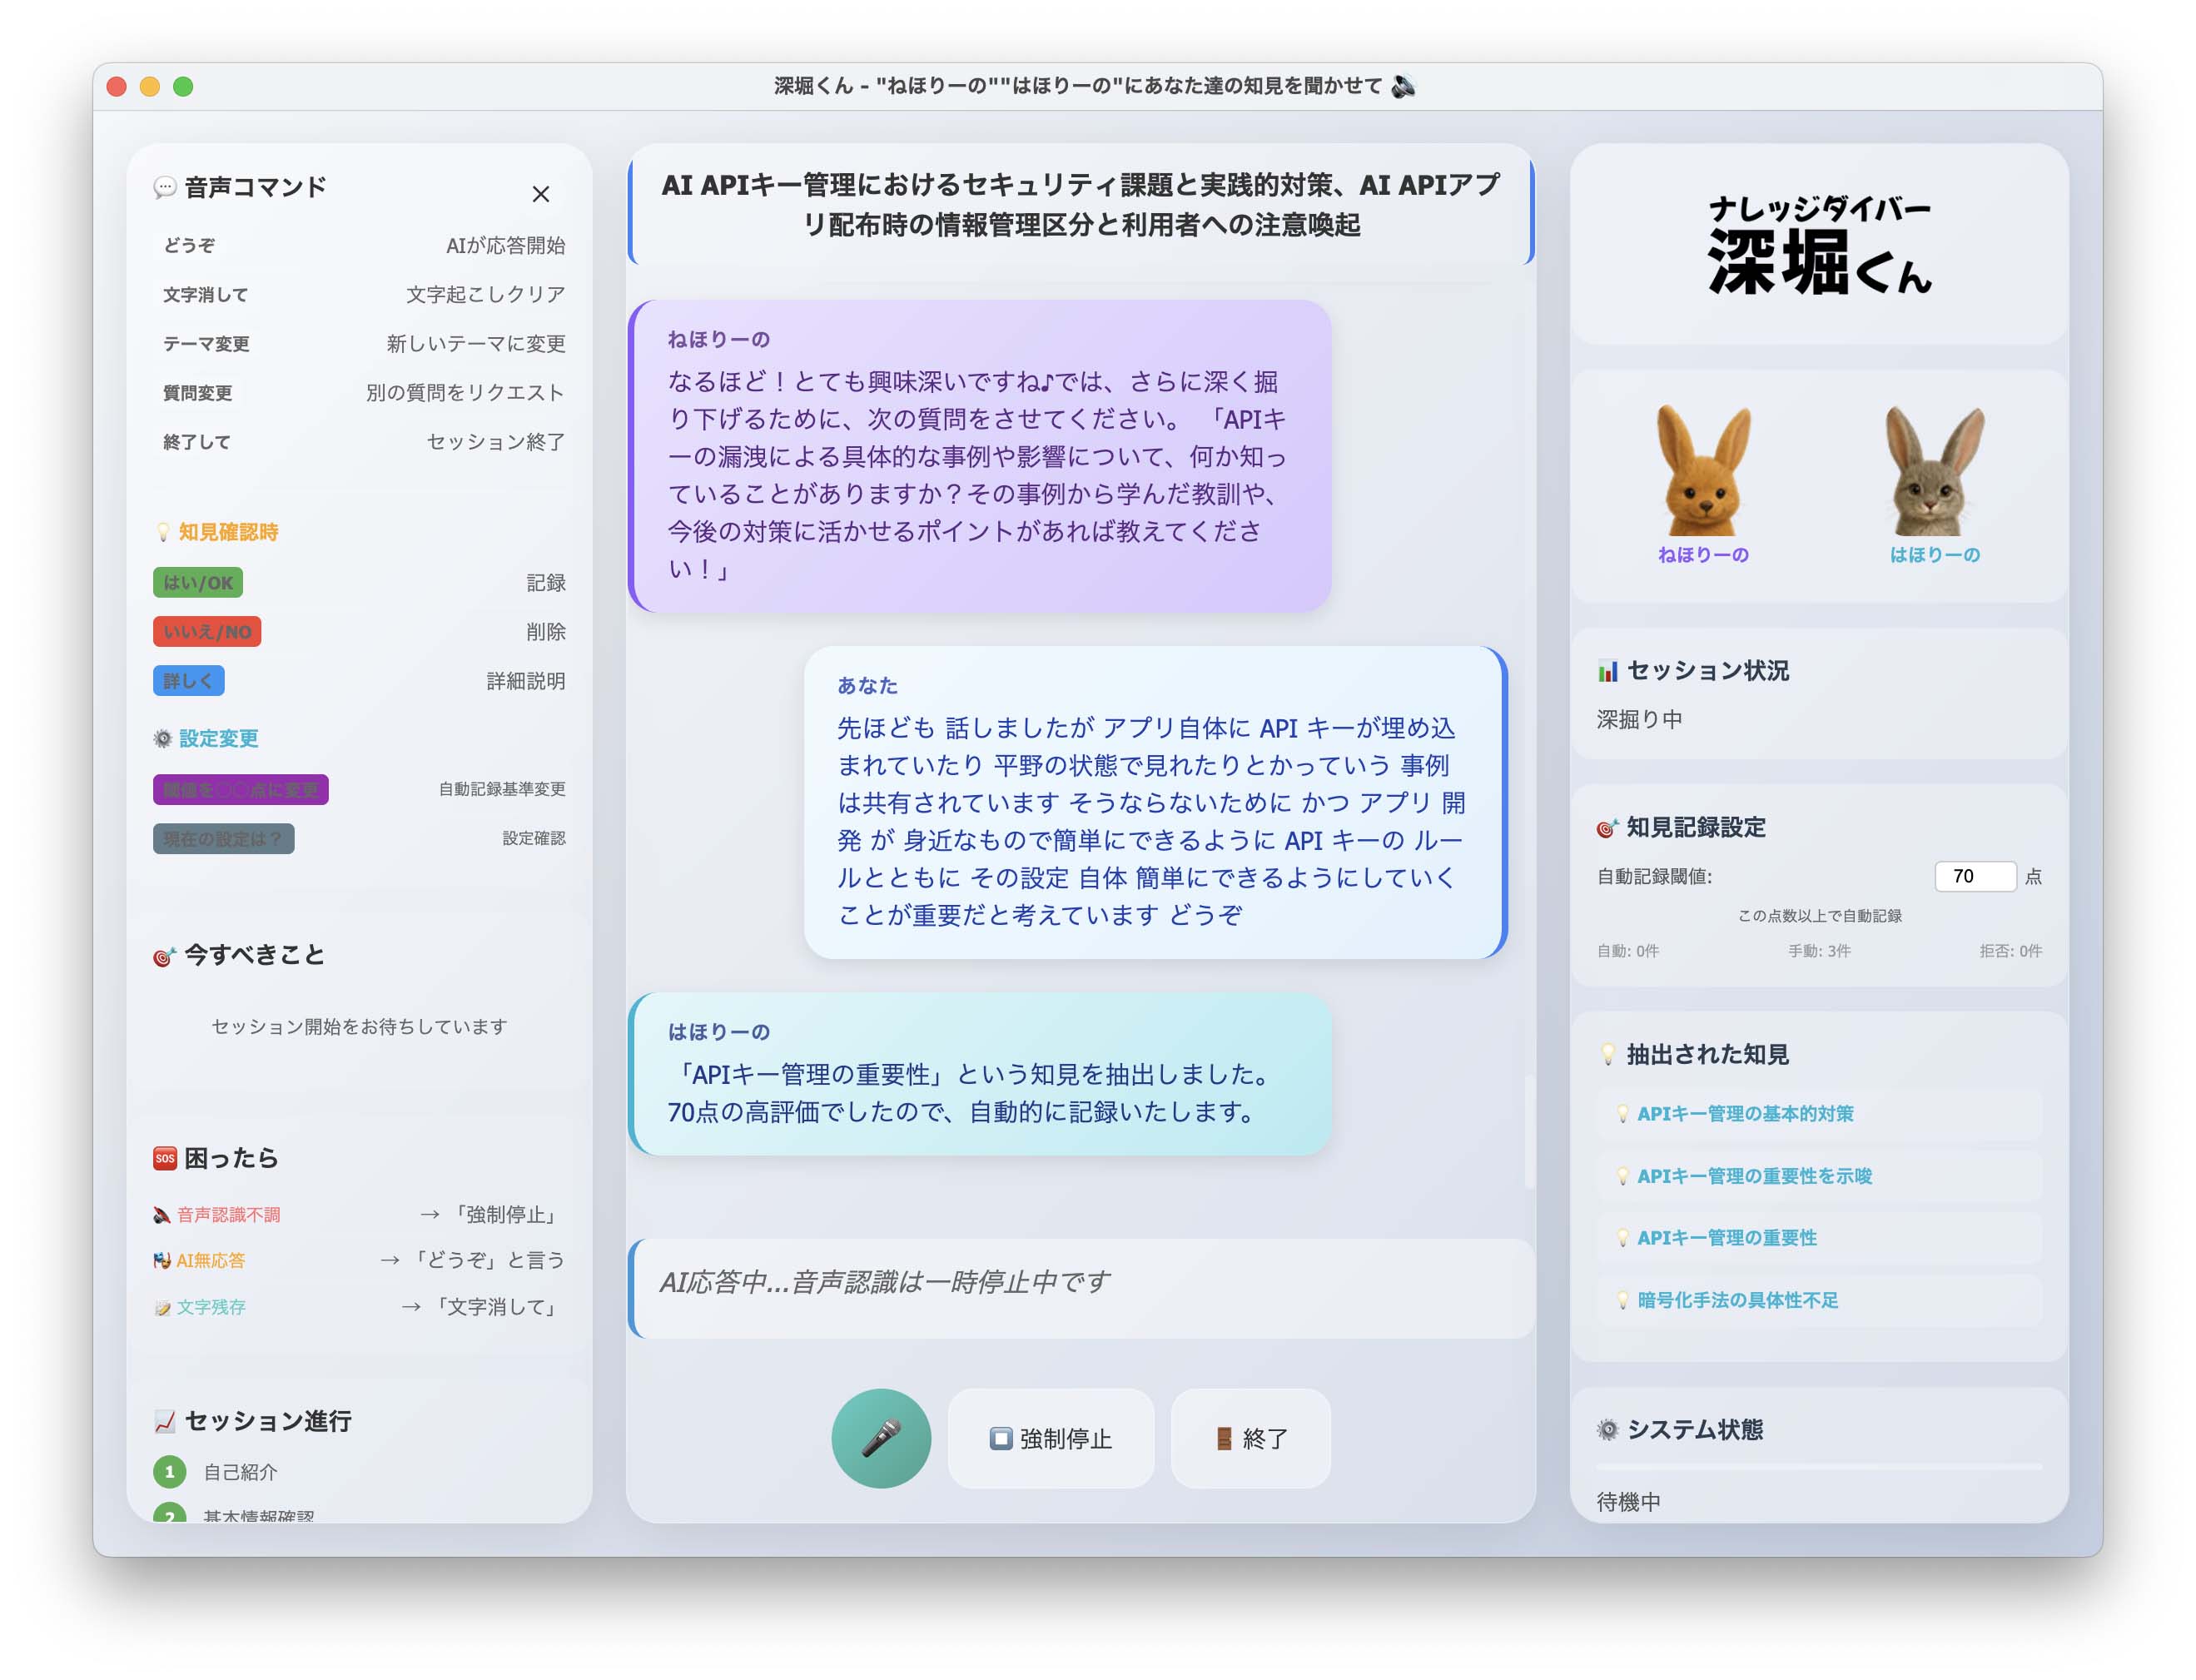 深堀くん - "ねほりーの""はほりーの"にあなた達の知見を聞かせて
音声コマンド
×
どうぞ AIが応答開始
文字消して 文字起こしクリア
テーマ変更 新しいテーマに変更
質問変更 別の質問をリクエスト
終了して セッション終了
知見確認時
はい/OK 記録
いいえ/NO 削除
詳しく 詳細説明
設定変更
閾値を○○点に変更 自動記録基準変更
現在の設定は? 設定確認
今すべきこと
セッション開始をお待ちしています
SOS 困ったら
音声認識不調 → 「強制停止」
AI無応答 → 「どうぞ」と言う
文字残存 → 「文字消して」
セッション進行
1 自己紹介
2 基本情報確認
AI APIキー管理におけるセキュリティ課題と実践的対策、AI APIアプ
リ配布時の情報管理区分と利用者への注意喚起
ねほりーの
なるほど！とても興味深いですね♪では、さらに深く掘
り下げるために、次の質問をさせてください。 「APIキ
ーの漏洩による具体的な事例や影響について、何か知っ
ていることがありますか？その事例から学んだ教訓や、
今後の対策に活かせるポイントがあれば教えてくださ
い！」
あなた
先ほども 話しましたが アプリ自体に API キーが埋め込
まれていたり 平野の状態で見れたりとかっていう 事例
は共有されています そうならないために かつ アプリ 開
発 が 身近なもので簡単にできるように API キーの ルー
ルとともに その設定 自体 簡単にできるようにしていく
ことが重要だと考えています どうぞ
はほりーの
「APIキー管理の重要性」という知見を抽出しました。
70点の高評価でしたので、自動的に記録いたします。
AI応答中...音声認識は一時停止中です
強制停止
終了
ナレッジダイバー
深堀くん
ねほりーの はほりーの
セッション状況
深掘り中
知見記録設定
自動記録閾値: 70 点
この点数以上で自動記録
自動: 0件 手動: 3件 拒否: 0件
抽出された知見
APIキー管理の基本的対策
APIキー管理の重要性を示唆
APIキー管理の重要性
暗号化手法の具体性不足
システム状態
待機中